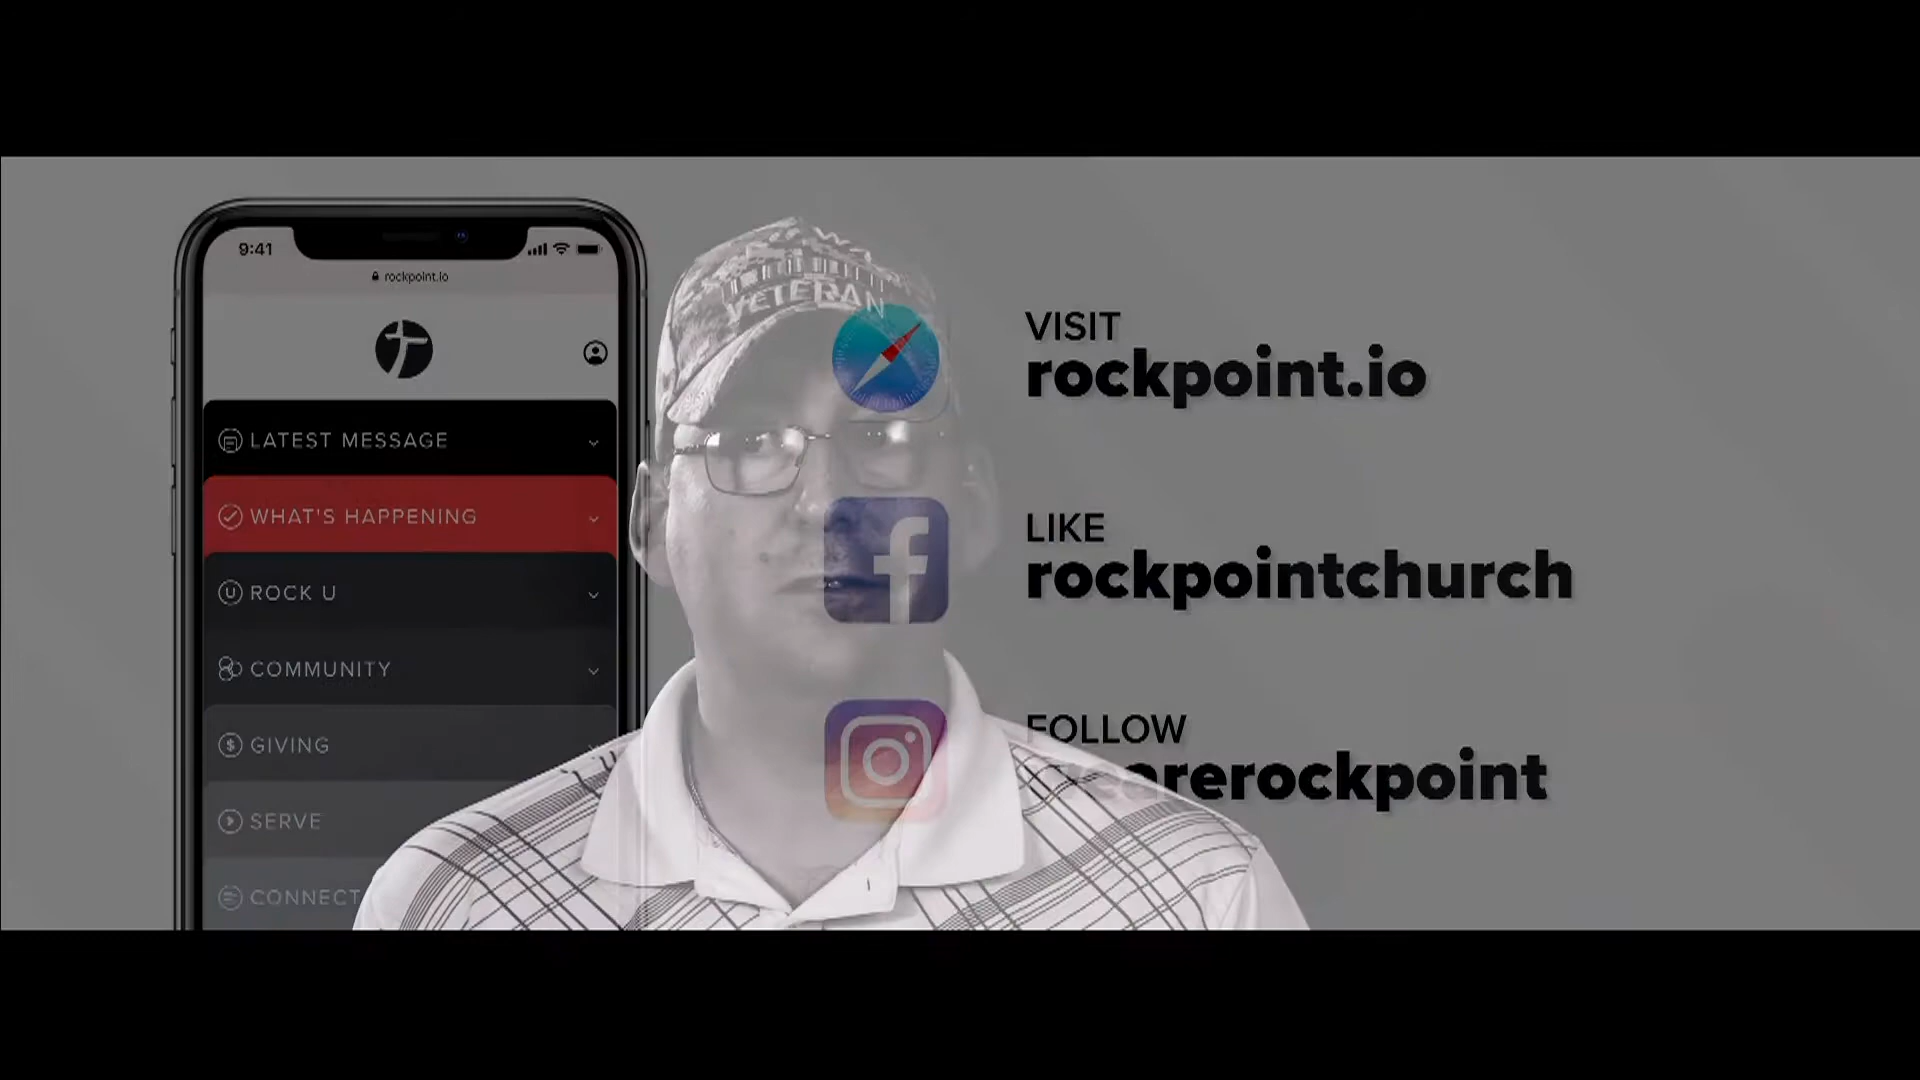 9:41
rockpoint.io
LATEST MESSAGE
WHAT'S HAPPENING
ROCK U
COMMUNITY
GIVING
SERVE
CONNECT
VETERAN
VISIT
rockpoint.io
LIKE
rockpointchurch
FOLLOW
wearerockpoint